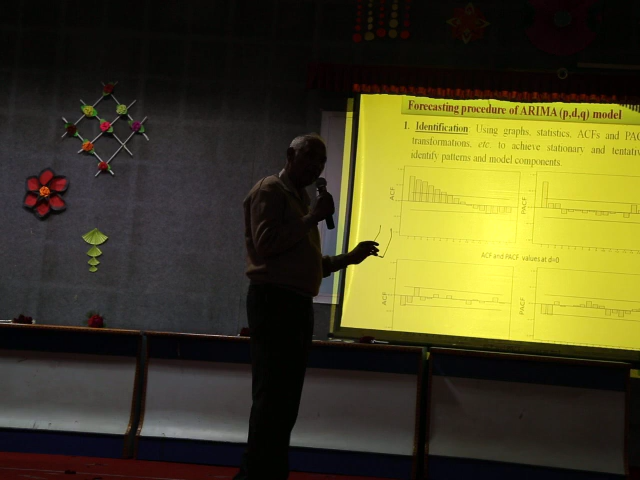 Forecasting procedure of ARIMA (p,d,q) model
1. Identification: Using graphs, statistics, ACFs and PAC
transformations, etc. to achieve stationary and tentativ
identify patterns and model components.
ACF
PACF
ACF and PACF values at d=0
ACF
PACF